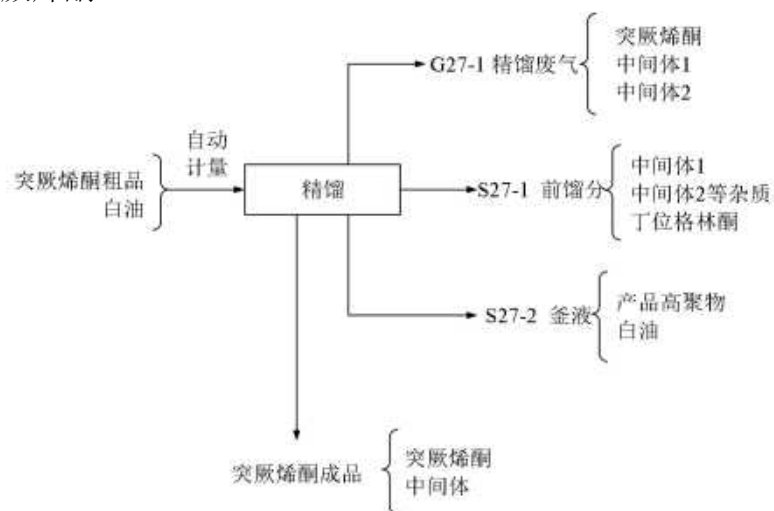 突厥烯酮
G27-1 精馏废气
中间体1
中间体2
自动
计量
突厥烯酮粗品
白油
精馏
中间体1
S27-1 前馏分
中间体2等杂质
丁位格林酮
产品高聚物
S27-2 釜液
白油
突厥烯酮成品
突厥烯酮
中间体